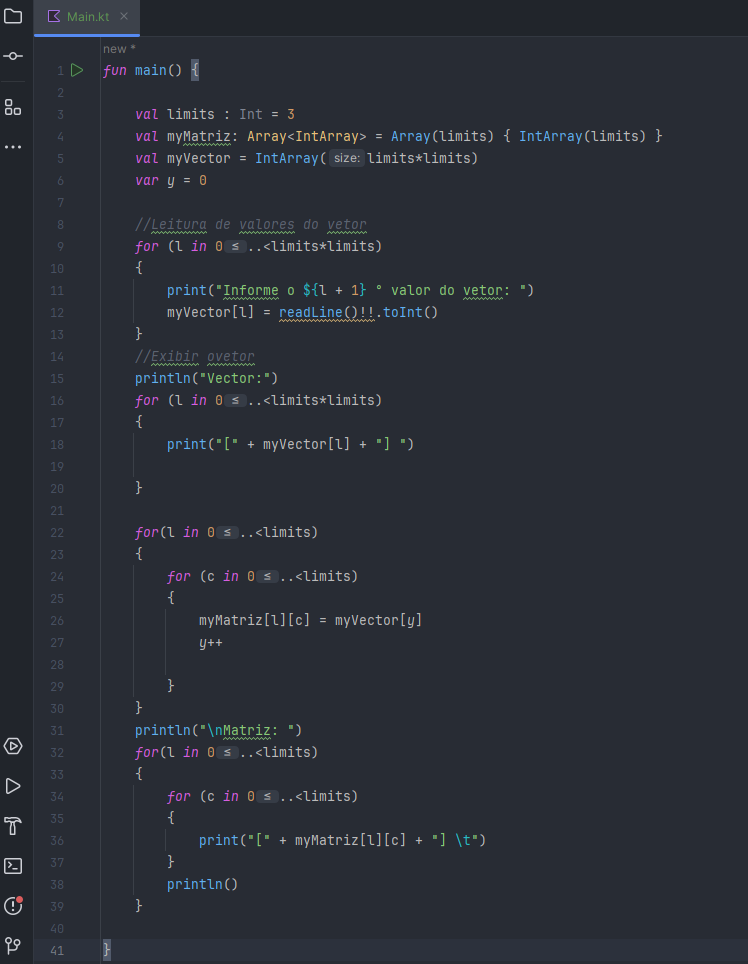 Main.kt ×
new *
1 fun main() {
2
3 val limits : Int = 3
4 val myMatriz: Array<IntArray> = Array(limits) { IntArray(limits) }
5 val myVector = IntArray( size: limits*limits)
6 var y = 0
7
8 //Leitura de valores do vetor
9 for (l in 0 ≤ ..<limits*limits)
10 {
11 print("Informe o ${l + 1} ° valor do vetor: ")
12 myVector[l] = readLine()!!.toInt()
13 }
14 //Exibir ovetor
15 println("Vector:")
16 for (l in 0 ≤ ..<limits*limits)
17 {
18 print("[" + myVector[l] + "] ")
19
20 }
21
22 for(l in 0 ≤ ..<limits)
23 {
24 for (c in 0 ≤ ..<limits)
25 {
26 myMatriz[l][c] = myVector[y]
27 y++
28
29 }
30 }
31 println("\nMatriz: ")
32 for(l in 0 ≤ ..<limits)
33 {
34 for (c in 0 ≤ ..<limits)
35 {
36 print("[" + myMatriz[l][c] + "] \t")
37 }
38 println()
39 }
40
41 }